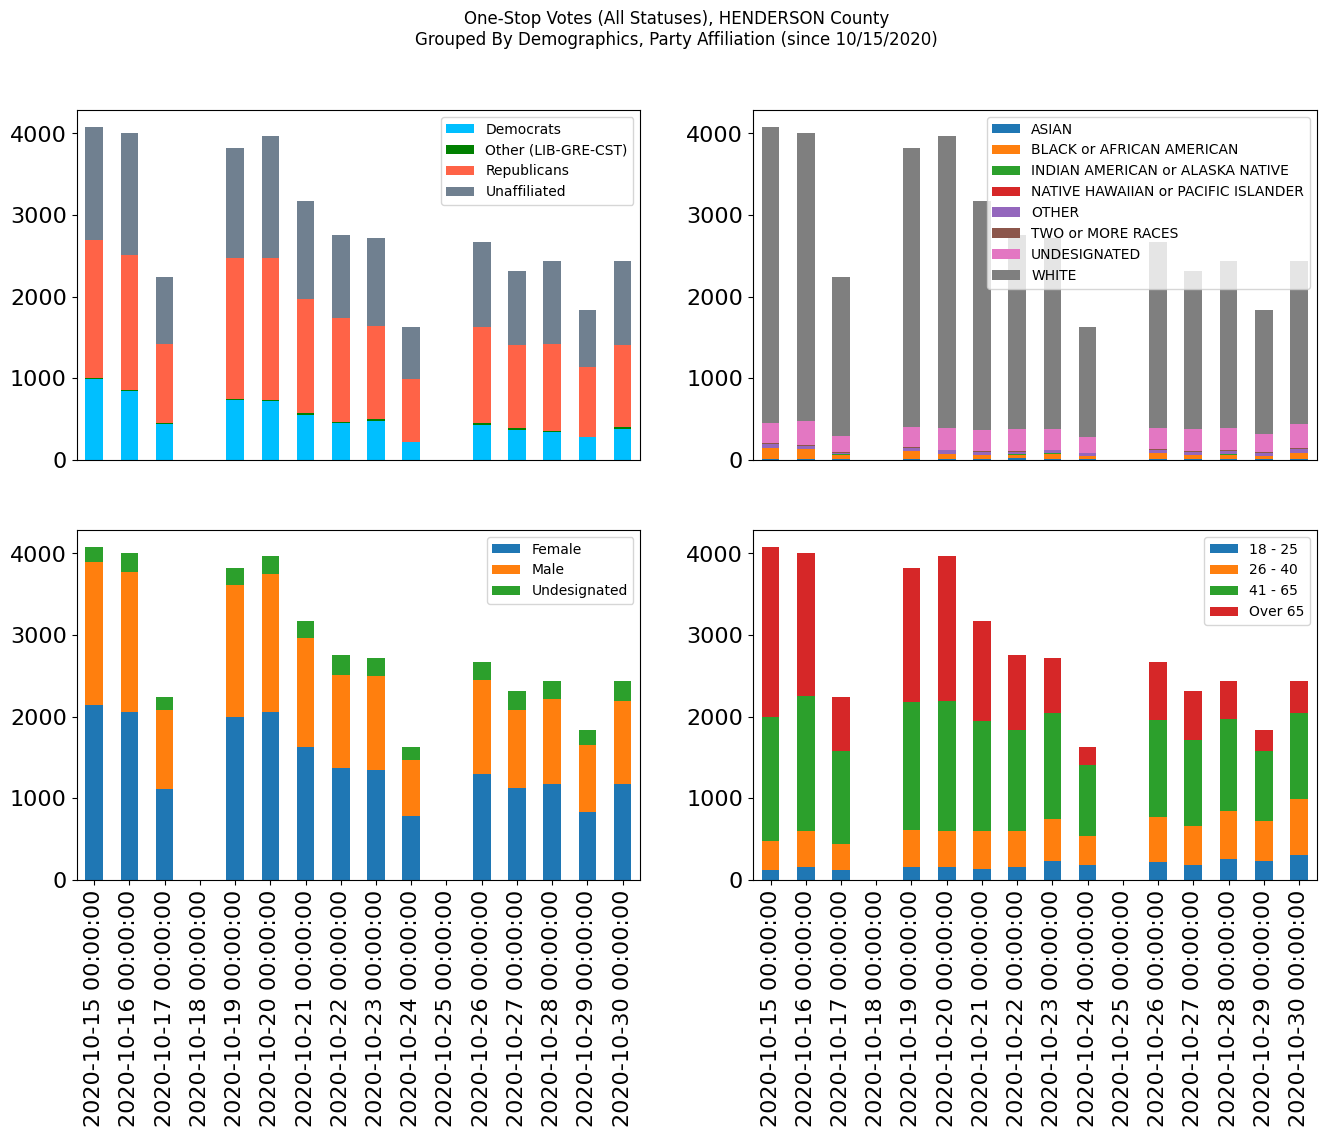 One-Stop Votes (All Statuses), HENDERSON County
Grouped By Demographics, Party Affiliation (since 10/15/2020)
4000
3000
2000
1000
0
Democrats
Other (LIB-GRE-CST)
Republicans
Unaffiliated
4000
3000
2000
1000
0
ASIAN
BLACK or AFRICAN AMERICAN
INDIAN AMERICAN or ALASKA NATIVE
NATIVE HAWAIIAN or PACIFIC ISLANDER
OTHER
TWO or MORE RACES
UNDESIGNATED
WHITE
4000
3000
2000
1000
0
Female
Male
Undesignated
2020-10-15 00:00:00
2020-10-16 00:00:00
2020-10-17 00:00:00
2020-10-18 00:00:00
2020-10-19 00:00:00
2020-10-20 00:00:00
2020-10-21 00:00:00
2020-10-22 00:00:00
2020-10-23 00:00:00
2020-10-24 00:00:00
2020-10-25 00:00:00
2020-10-26 00:00:00
2020-10-27 00:00:00
2020-10-28 00:00:00
2020-10-29 00:00:00
2020-10-30 00:00:00
4000
3000
2000
1000
0
18 - 25
26 - 40
41 - 65
Over 65
2020-10-15 00:00:00
2020-10-16 00:00:00
2020-10-17 00:00:00
2020-10-18 00:00:00
2020-10-19 00:00:00
2020-10-20 00:00:00
2020-10-21 00:00:00
2020-10-22 00:00:00
2020-10-23 00:00:00
2020-10-24 00:00:00
2020-10-25 00:00:00
2020-10-26 00:00:00
2020-10-27 00:00:00
2020-10-28 00:00:00
2020-10-29 00:00:00
2020-10-30 00:00:00